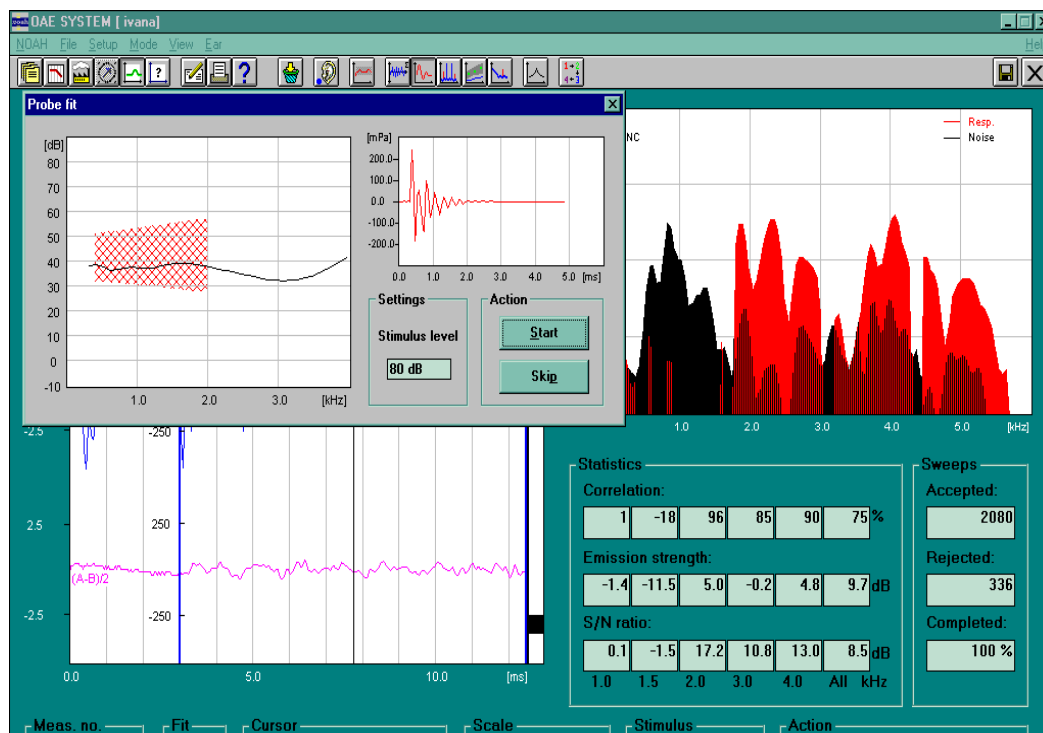 OAE SYSTEM [ ivana]
NOAH File Setup Mode View Ear Hel
Probe fit
[dB]
80
70
60
50
40
30
20
10
0
-10
1.0 2.0 3.0 [kHz]
[mPa]
200.0
100.0
0.0
-100.0
-200.0
0.0 1.0 2.0 3.0 4.0 5.0 [ms]
Settings
Stimulus level
80 dB
Action
Start
Skip
NC
Resp.
Noise
1.0 2.0 3.0 4.0 5.0 [kHz]
-2.5 -250
2.5 250
(A-B)/2
-2.5 -250
0.0 5.0 10.0 [ms]
Statistics
Correlation:
1 -18 96 85 90 75 %
Emission strength:
-1.4 -11.5 5.0 -0.2 4.8 9.7 dB
S/N ratio:
0.1 -1.5 17.2 10.8 13.0 8.5 dB
1.0 1.5 2.0 3.0 4.0 All kHz
Sweeps
Accepted:
2080
Rejected:
336
Completed:
100 %
Meas. no. Fit Cursor Scale Stimulus Action